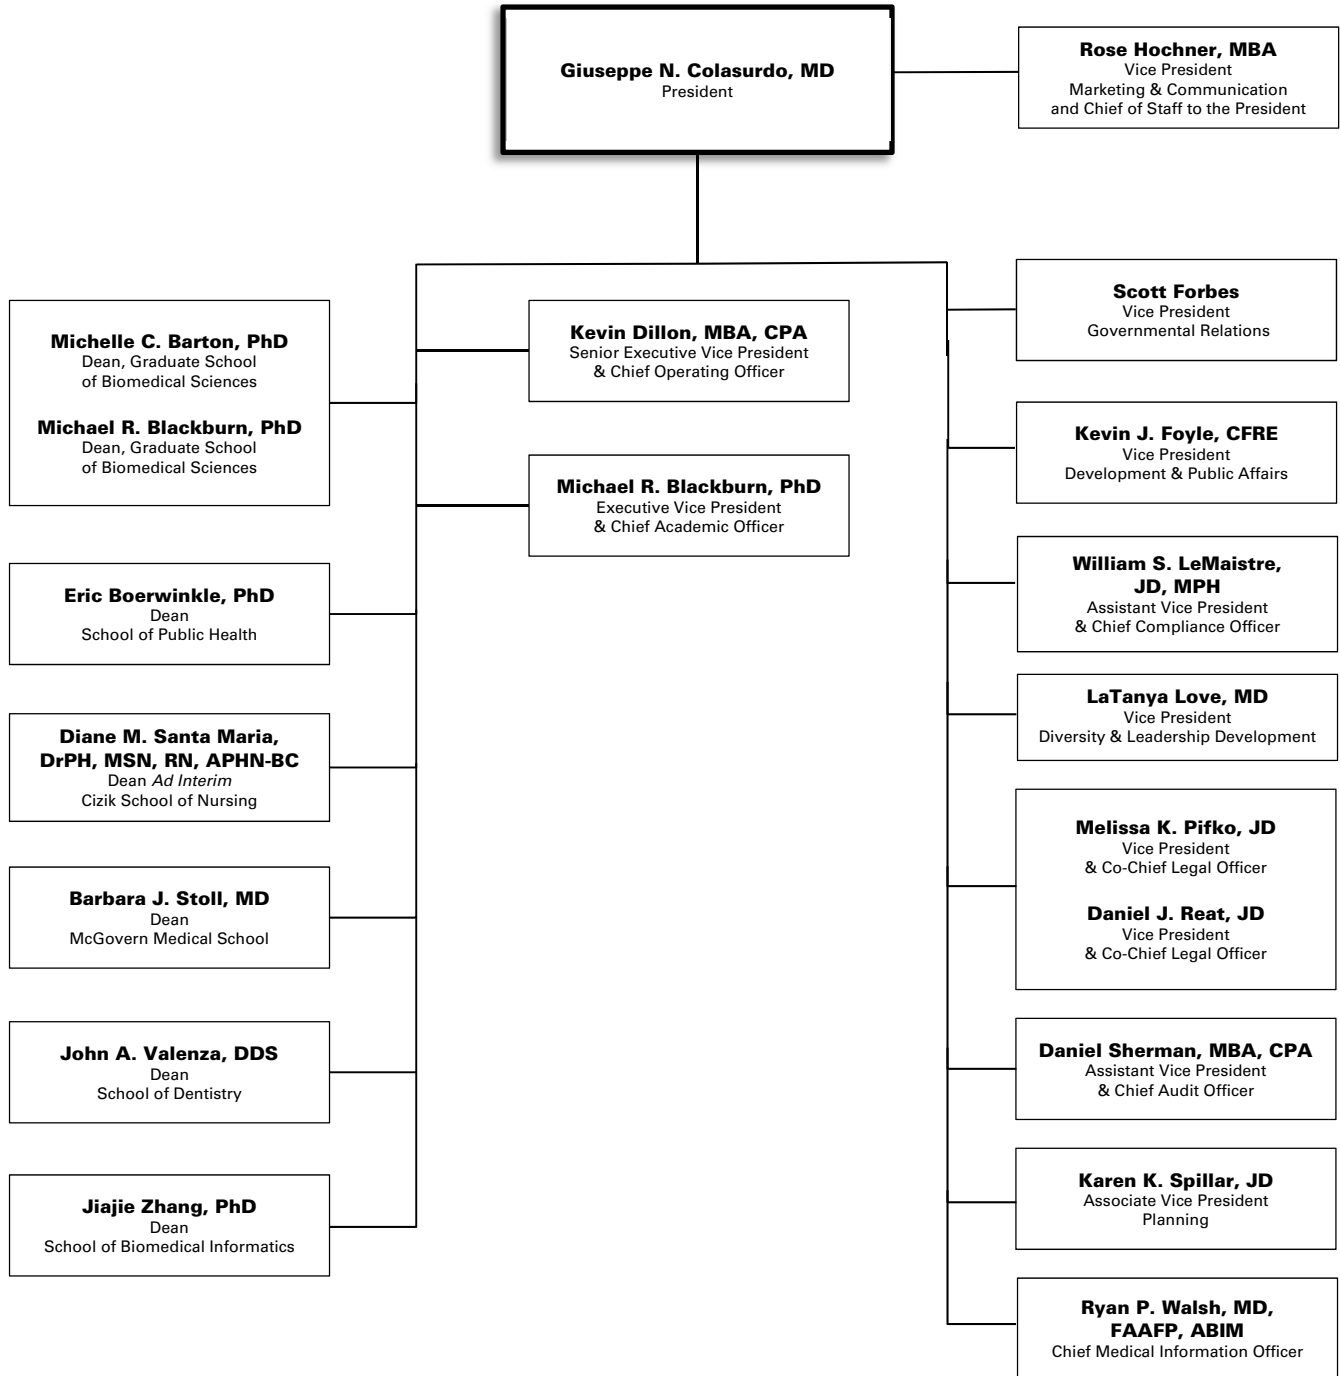 Giuseppe N. Colasurdo, MD
President
Rose Hochner, MBA
Vice President
Marketing & Communication
and Chief of Staff to the President
Michelle C. Barton, PhD
Dean, Graduate School
of Biomedical Sciences
Michael R. Blackburn, PhD
Dean, Graduate School
of Biomedical Sciences
Eric Boerwinkle, PhD
Dean
School of Public Health
Diane M. Santa Maria,
DrPH, MSN, RN, APHN-BC
Dean Ad Interim
Cizik School of Nursing
Barbara J. Stoll, MD
Dean
McGovern Medical School
John A. Valenza, DDS
Dean
School of Dentistry
Jiajie Zhang, PhD
Dean
School of Biomedical Informatics
Kevin Dillon, MBA, CPA
Senior Executive Vice President
& Chief Operating Officer
Michael R. Blackburn, PhD
Executive Vice President
& Chief Academic Officer
Scott Forbes
Vice President
Governmental Relations
Kevin J. Foyle, CFRE
Vice President
Development & Public Affairs
William S. LeMaistre,
JD, MPH
Assistant Vice President
& Chief Compliance Officer
LaTanya Love, MD
Vice President
Diversity & Leadership Development
Melissa K. Pifko, JD
Vice President
& Co-Chief Legal Officer
Daniel J. Reat, JD
Vice President
& Co-Chief Legal Officer
Daniel Sherman, MBA, CPA
Assistant Vice President
& Chief Audit Officer
Karen K. Spillar, JD
Associate Vice President
Planning
Ryan P. Walsh, MD,
FAAFP, ABIM
Chief Medical Information Officer